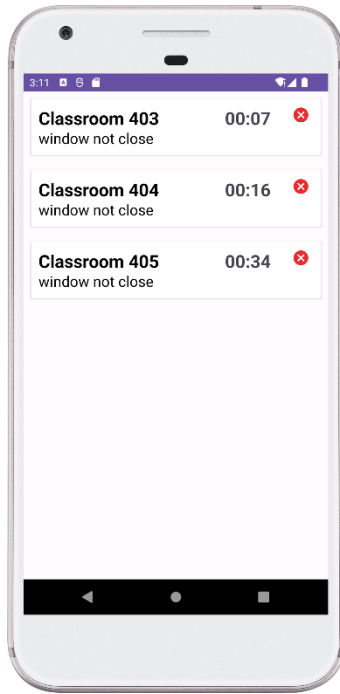 3:11
Classroom 403 00:07
window not close
Classroom 404 00:16
window not close
Classroom 405 00:34
window not close